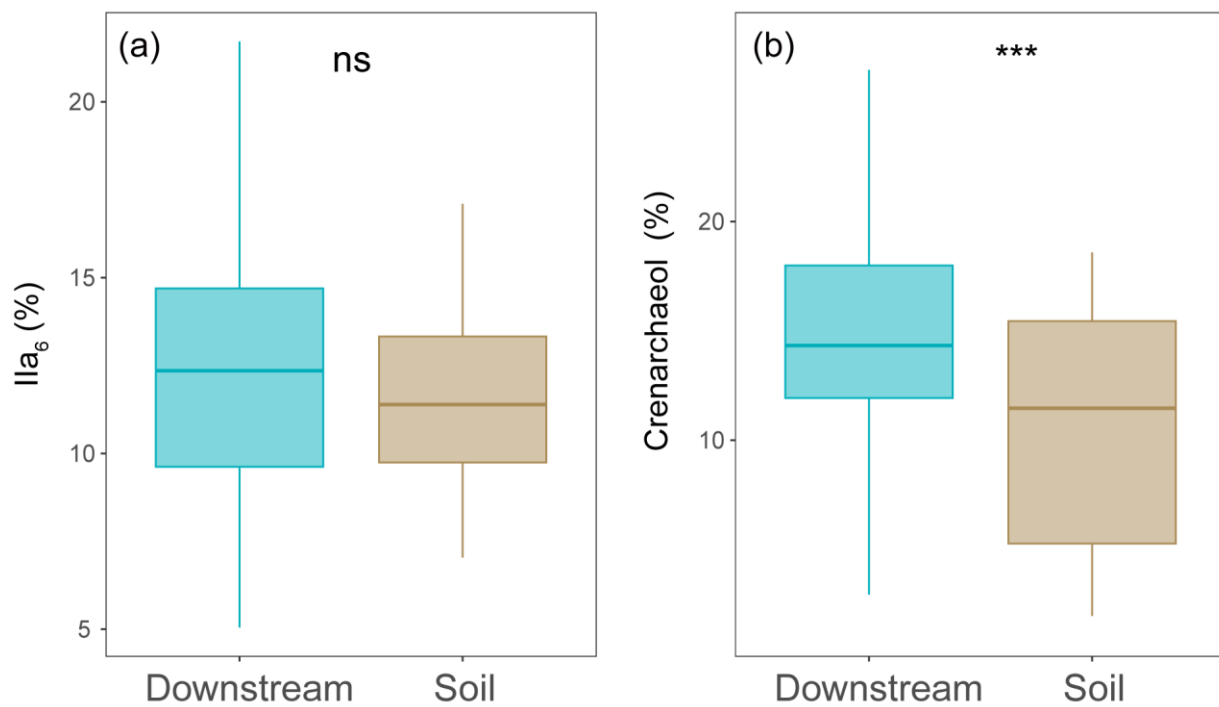 (a)
ns
20
15
10
5
IIa₆ (%)
Downstream
Soil
(b)
***
20
10
Crenarchaeol (%)
Downstream
Soil